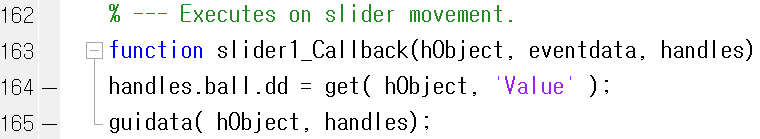 162 % --- Executes on slider movement.
163 function slider1_Callback(hObject, eventdata, handles)
164 – handles.ball.dd = get( hObject, 'Value' );
165 – guidata( hObject, handles);